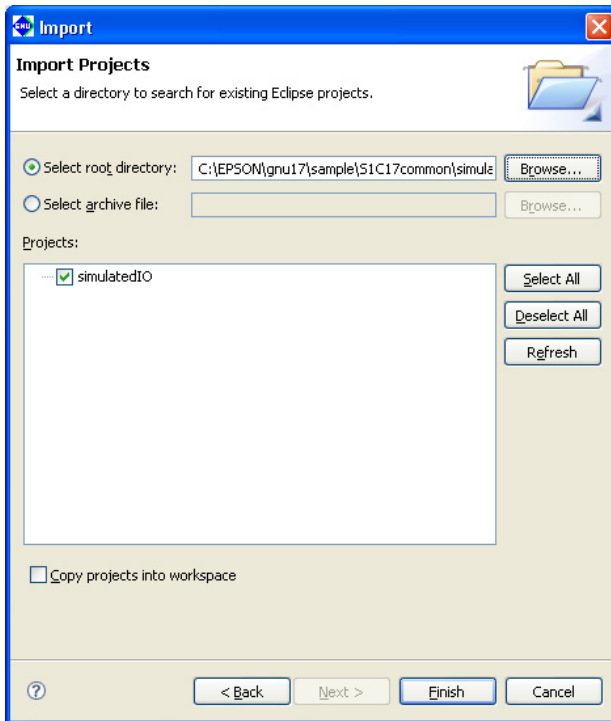 GNU Import
Import Projects
Select a directory to search for existing Eclipse projects.
Select root directory: C:\EPSON\gnu17\sample\S1C17common\simula Browse...
Select archive file: Browse...
Projects:
simulatedIO
Select All
Deselect All
Refresh
Copy projects into workspace
? < Back Next > Finish Cancel